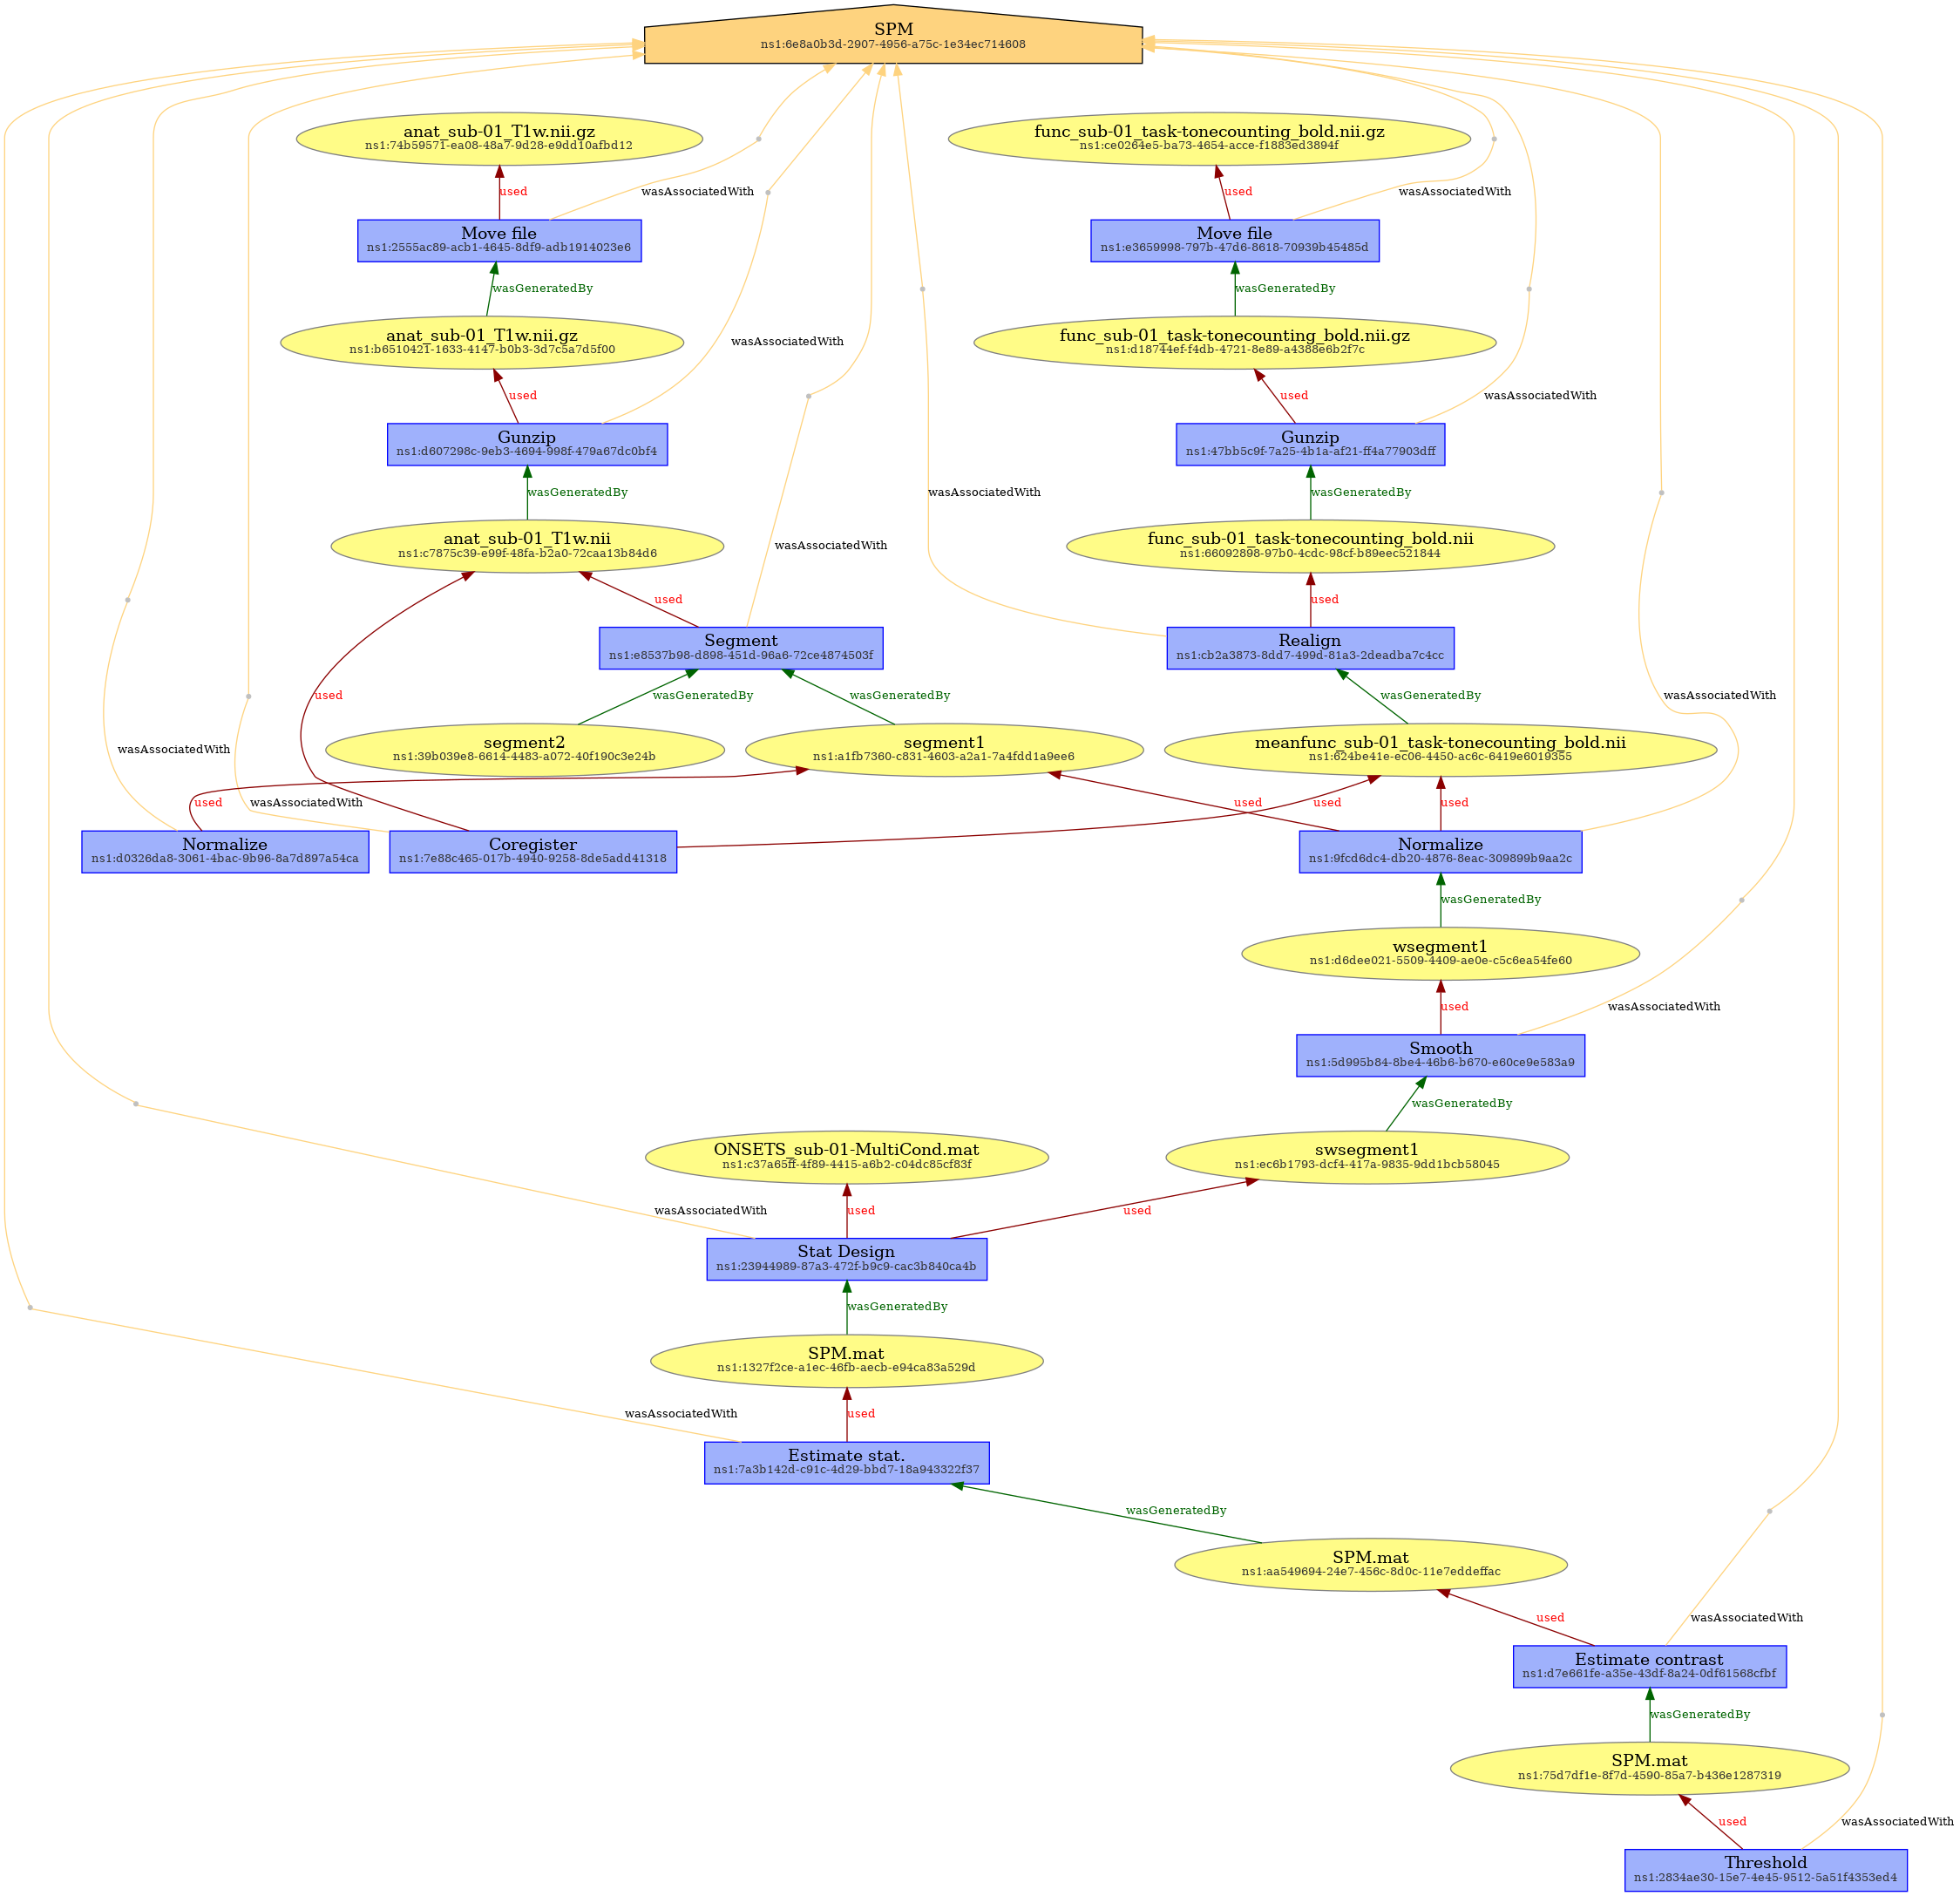 SPM
ns1:6e8a0b3d-2907-4956-a75c-1e34ec714608
anat_sub-01_T1w.nii.gz
ns1:74b59571-ea08-48a7-9d28-e9dd10afbd12
func_sub-01_task-tonecounting_bold.nii.gz
ns1:ce0264e5-ba73-4654-acce-f1883ed3894f
used
wasAssociatedWith
used
wasAssociatedWith
Move file
ns1:2555ac89-acb1-4645-8df9-adb1914023e6
Move file
ns1:e3659998-797b-47d6-8618-70939b45485d
wasGeneratedBy
wasGeneratedBy
anat_sub-01_T1w.nii.gz
ns1:b6510421-1633-4147-b0b3-3d7c5a7d5f00
wasAssociatedWith
func_sub-01_task-tonecounting_bold.nii.gz
ns1:d18744ef-f4db-4721-8e89-a4388e6b2f7c
used
used
wasAssociatedWith
Gunzip
ns1:d607298c-9eb3-4694-998f-479a67dc0bf4
Gunzip
ns1:47bb5c9f-7a25-4b1a-af21-ff4a77903dff
wasGeneratedBy
wasAssociatedWith
wasGeneratedBy
anat_sub-01_T1w.nii
ns1:c7875c39-e99f-48fa-b2a0-72caa13b84d6
wasAssociatedWith
func_sub-01_task-tonecounting_bold.nii
ns1:66092898-97b0-4cdc-98cf-b89eec521844
used
used
Segment
ns1:e8537b98-d898-451d-96a6-72ce4874503f
Realign
ns1:cb2a3873-8dd7-499d-81a3-2deadba7c4cc
used
wasGeneratedBy
wasGeneratedBy
wasGeneratedBy
wasAssociatedWith
wasAssociatedWith
segment2
ns1:39b039e8-6614-4483-a072-40f190c3e24b
segment1
ns1:a1fb7360-c831-4603-a2a1-7a4fdd1a9ee6
meanfunc_sub-01_task-tonecounting_bold.nii
ns1:624be41e-ec06-4450-ac6c-6419e6019355
used
wasAssociatedWith
used
used
used
Normalize
ns1:d0326da8-3061-4bac-9b96-8a7d897a54ca
Coregister
ns1:7e88c465-017b-4940-9258-8de5add41318
Normalize
ns1:9fcd6dc4-db20-4876-8eac-309899b9aa2c
wasGeneratedBy
wsegment1
ns1:d6dee021-5509-4409-ae0e-c5c6ea54fe60
used
wasAssociatedWith
Smooth
ns1:5d995b84-8be4-46b6-b670-e60ce9e583a9
wasGeneratedBy
ONSETS_sub-01-MultiCond.mat
ns1:c37a65ff-4f89-4415-a6b2-c04dc85cf83f
swsegment1
ns1:ec6b1793-dcf4-417a-9835-9dd1bcb58045
wasAssociatedWith
used
used
Stat Design
ns1:23944989-87a3-472f-b9c9-cac3b840ca4b
wasGeneratedBy
SPM.mat
ns1:1327f2ce-a1ec-46fb-aecb-e94ca83a529d
wasAssociatedWith
used
Estimate stat.
ns1:7a3b142d-c91c-4d29-bbd7-18a943322f37
wasGeneratedBy
SPM.mat
ns1:aa549694-24e7-456c-8d0c-11e7eddeffac
used
wasAssociatedWith
Estimate contrast
ns1:d7e661fe-a35e-43df-8a24-0df61568cfbf
wasGeneratedBy
SPM.mat
ns1:75d7df1e-8f7d-4590-85a7-b436e1287319
used
wasAssociatedWith
Threshold
ns1:2834ae30-15e7-4e45-9512-5a51f4353ed4